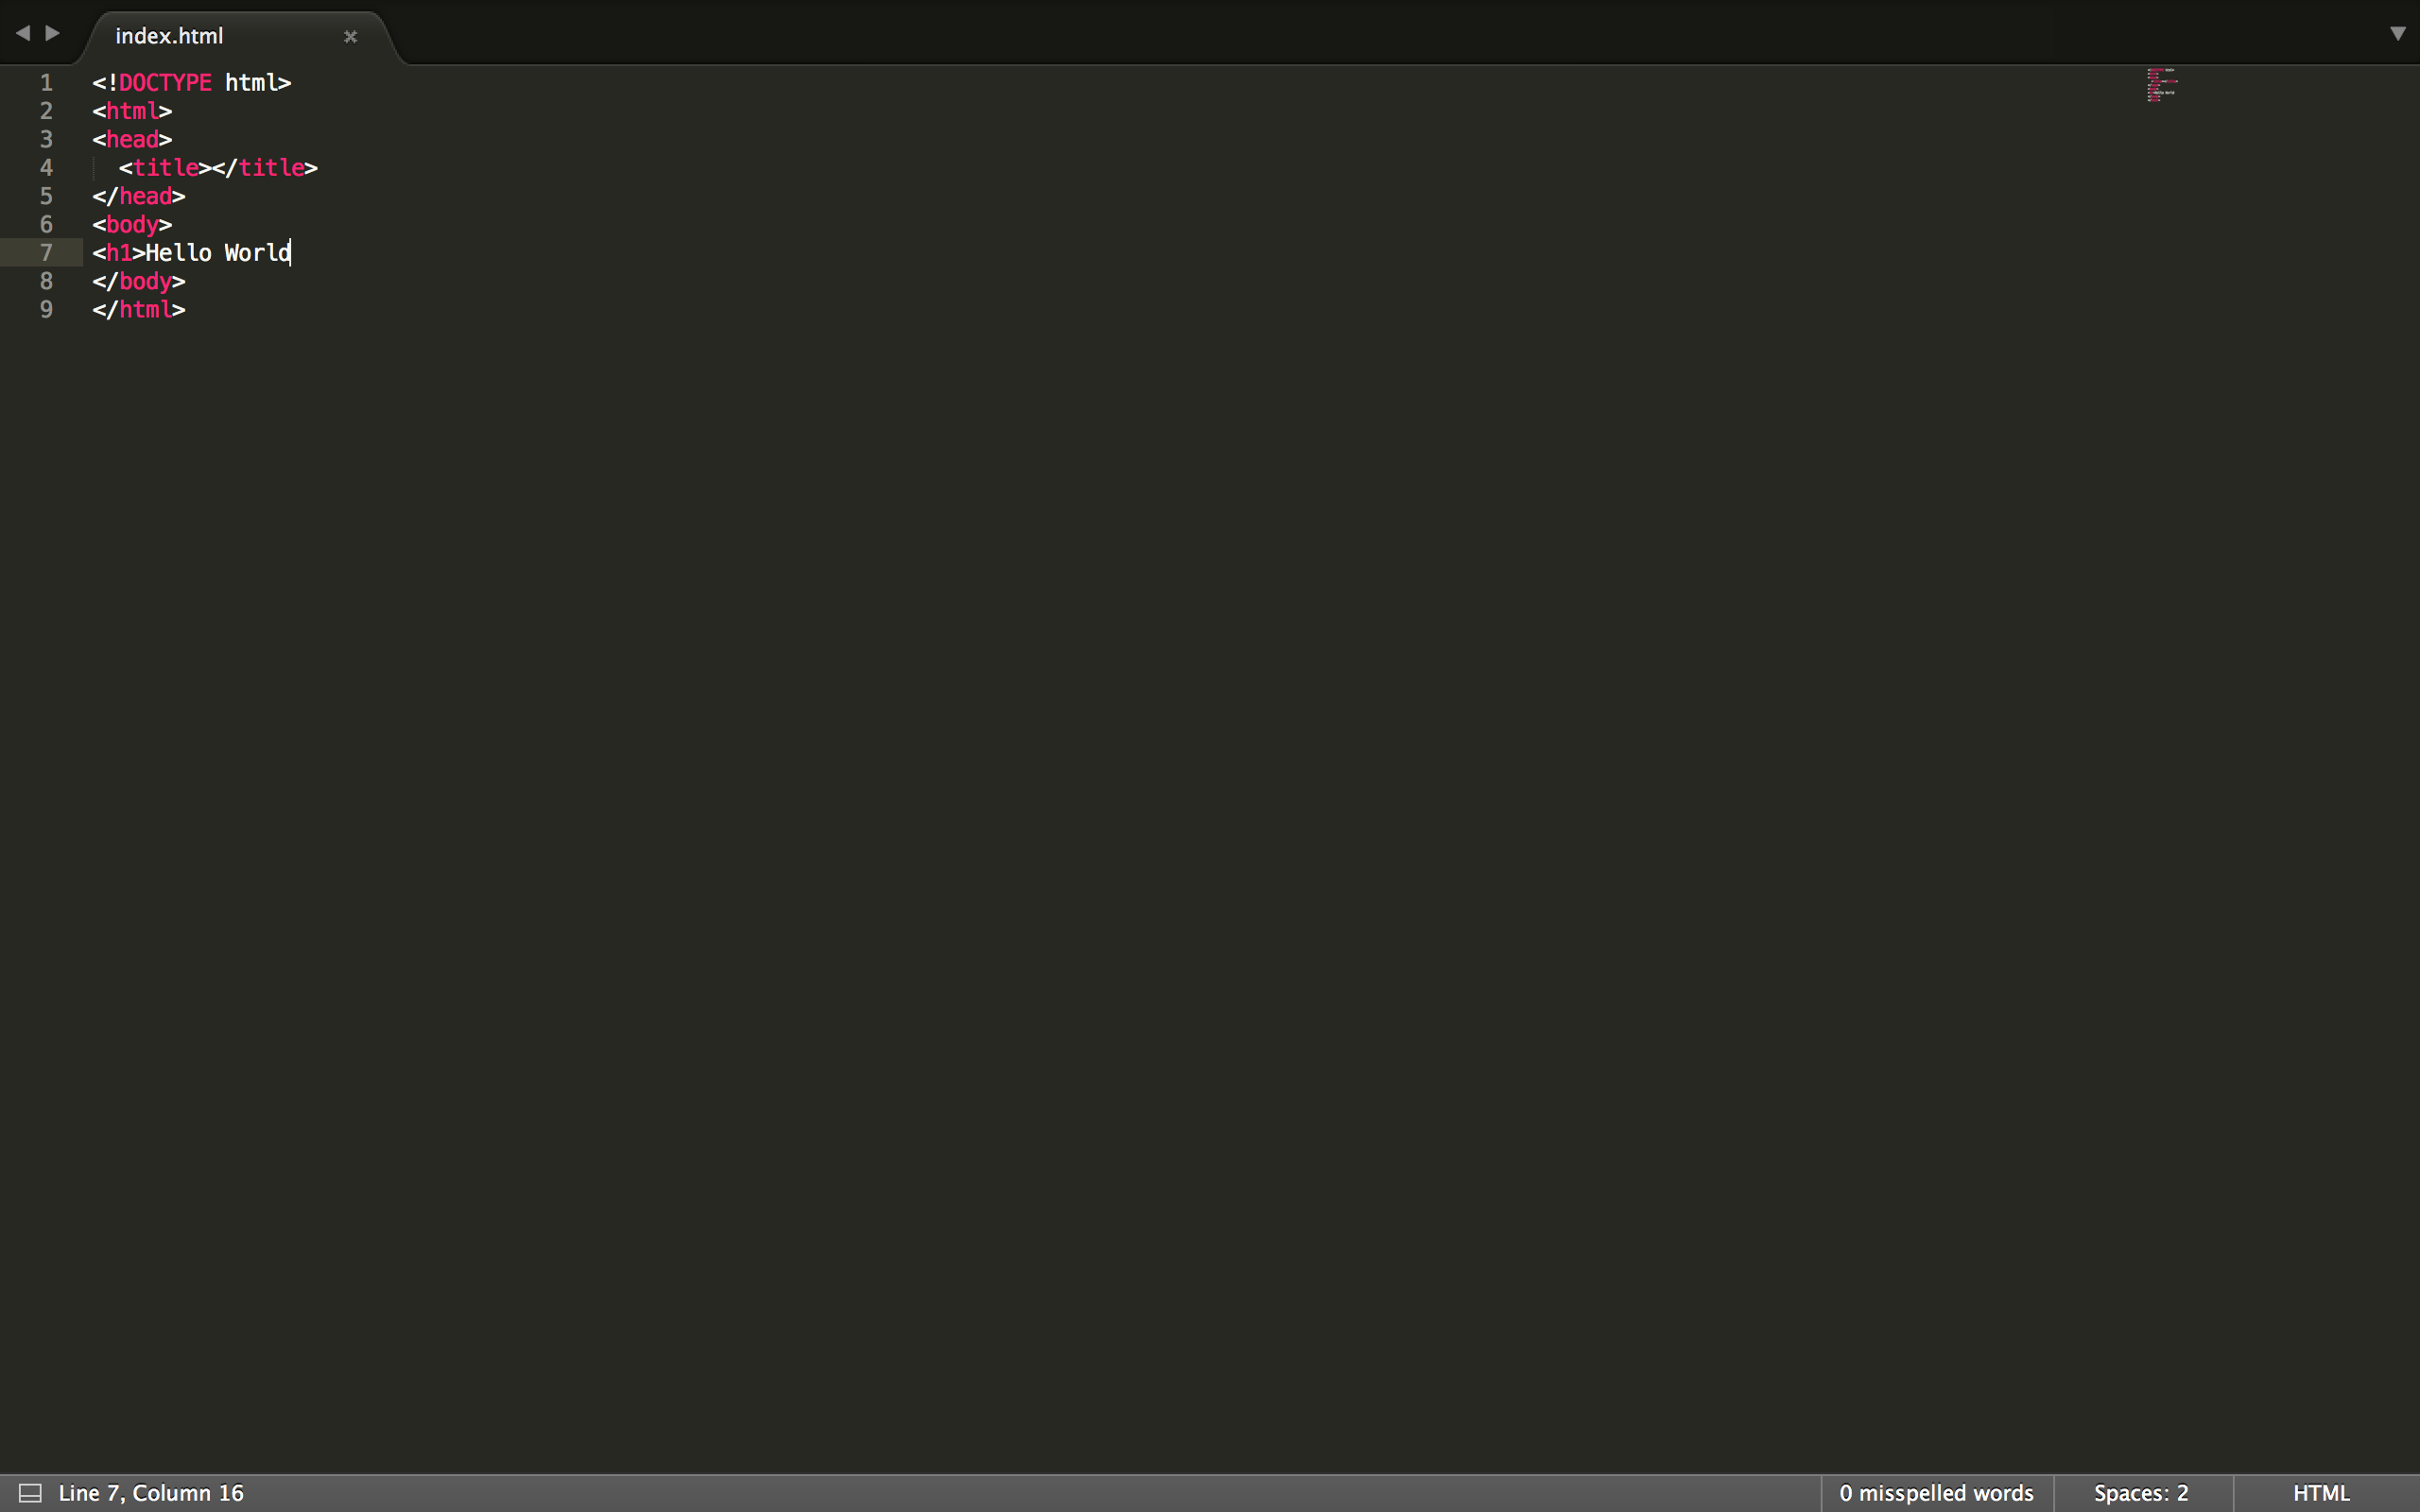 index.html
1 <!DOCTYPE html>
2 <html>
3 <head>
4   <title></title>
5 </head>
6 <body>
7 <h1>Hello World
8 </body>
9 </html>
Line 7, Column 16
0 misspelled words
Spaces: 2
HTML